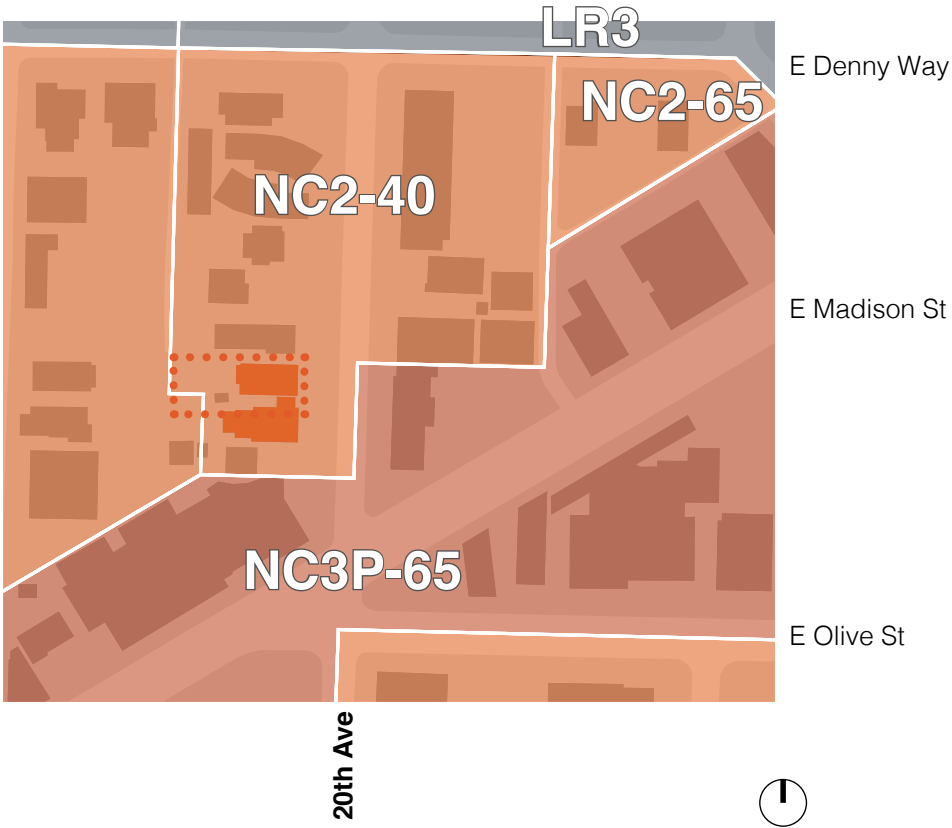 LR3
E Denny Way
NC2-65
NC2-40
E Madison St
NC3P-65
E Olive St
20th Ave